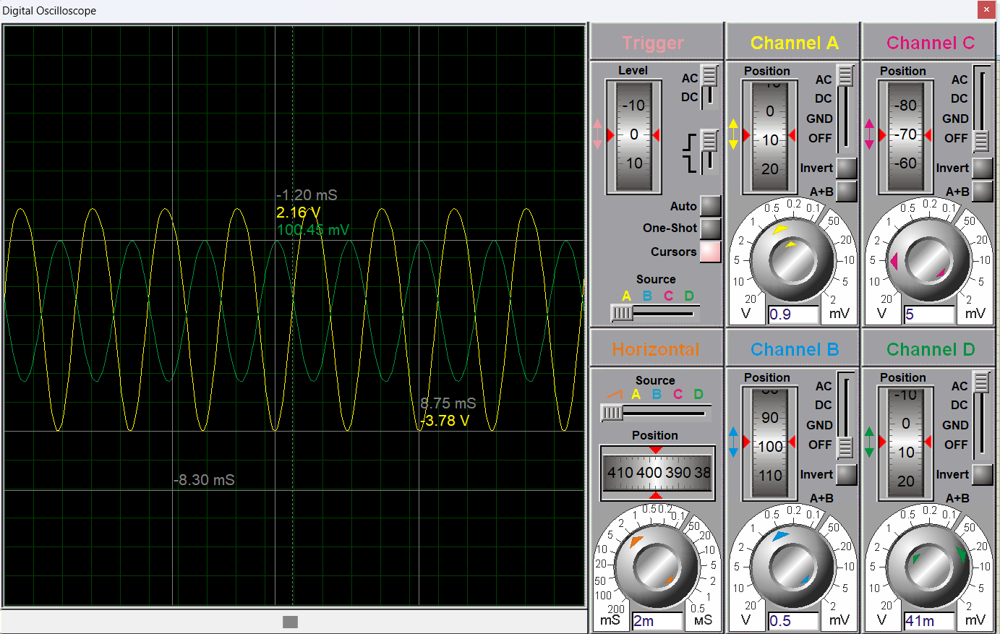 Digital Oscilloscope
-1.20 mS
2.16 V
100.45 mV
8.75 mS
-3.78 V
-8.30 mS
Trigger
Level
-10
0
10
AC
DC
Auto
One-Shot
Cursors
Source
A B C D
Channel A
Position
0
10
20
AC
DC
GND
OFF
Invert
A+B
20 10 5 2 1 0.5 0.2 0.1 50 20 10 5 2
V
mV
0.9
Channel C
Position
-80
-70
-60
AC
DC
GND
OFF
Invert
A+B
20 10 5 2 1 0.5 0.2 0.1 50 20 10 5 2
V
mV
5
Horizontal
Source
A B C D
Position
410 400 390 38
200 100 50 20 10 5 2 1 0.5 0.2 0.1 50 20 10 5 2 1 0.5
mS
мS
2m
Channel B
Position
90
100
110
AC
DC
GND
OFF
Invert
A+B
20 10 5 2 1 0.5 0.2 0.1 50 20 10 5 2
V
mV
0.5
Channel D
Position
-10
0
10
20
AC
DC
GND
OFF
Invert
A+B
20 10 5 2 1 0.5 0.2 0.1 50 20 10 5 2
V
mV
41m